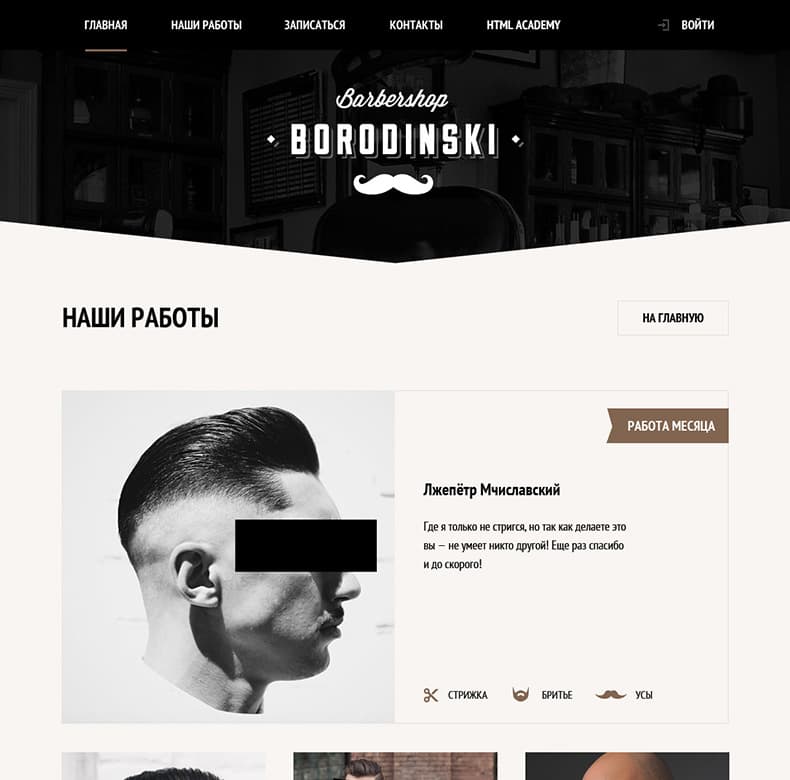 ГЛАВНАЯ НАШИ РАБОТЫ ЗАПИСАТЬСЯ КОНТАКТЫ HTML ACADEMY ВОЙТИ
Barbershop
BORODINSKI
НАШИ РАБОТЫ
НА ГЛАВНУЮ
РАБОТА МЕСЯЦА
Лжепётр Мчиславский
Где я только не стригся, но так как делаете это
вы — не умеет никто другой! Еще раз спасибо
и до скорого!
СТРИЖКА БРИТЬЕ УСЫ